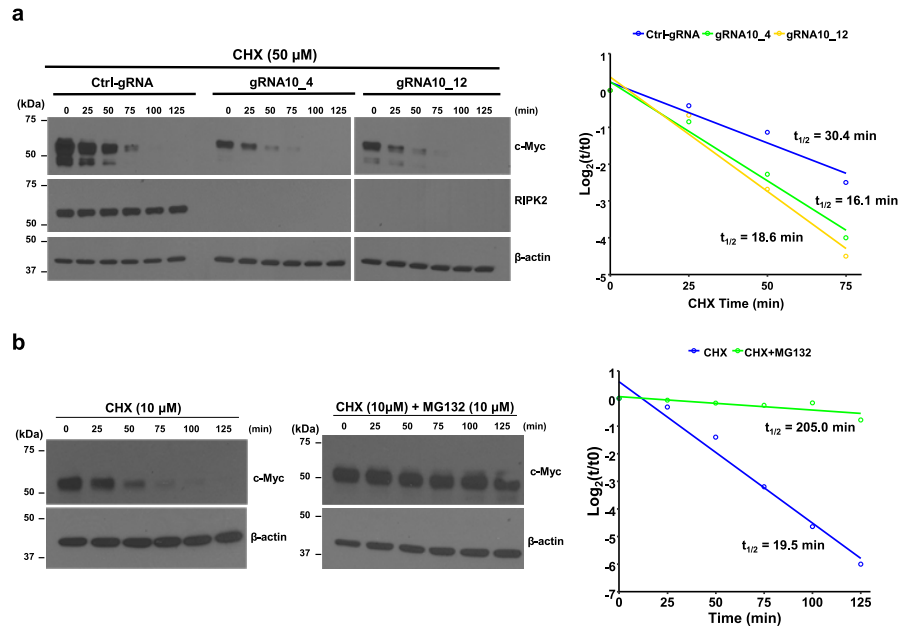 a
CHX (50 µM)
Ctrl-gRNA gRNA10_4 gRNA10_12
(kDa) 0 25 50 75 100 125 0 25 50 75 100 125 0 25 50 75 100 125 (min)
75
50
c-Myc
75
50
RIPK2
50
37
β-actin
Ctrl-gRNA gRNA10_4 gRNA10_12
Log2(t/t0)
1
0
-1
-2
-3
-4
-5
t1/2 = 30.4 min
t1/2 = 16.1 min
t1/2 = 18.6 min
0 25 50 75
CHX Time (min)
b
CHX (10 µM)
(kDa) 0 25 50 75 100 125 (min)
75
50
c-Myc
50
37
β-actin
CHX (10µM) + MG132 (10 µM)
(kDa) 0 25 50 75 100 125 (min)
75
50
c-Myc
50
37
β-actin
CHX CHX+MG132
Log2(t/t0)
1
0
-1
-2
-3
-4
-5
-6
-7
t1/2 = 205.0 min
t1/2 = 19.5 min
0 25 50 75 100 125
Time (min)